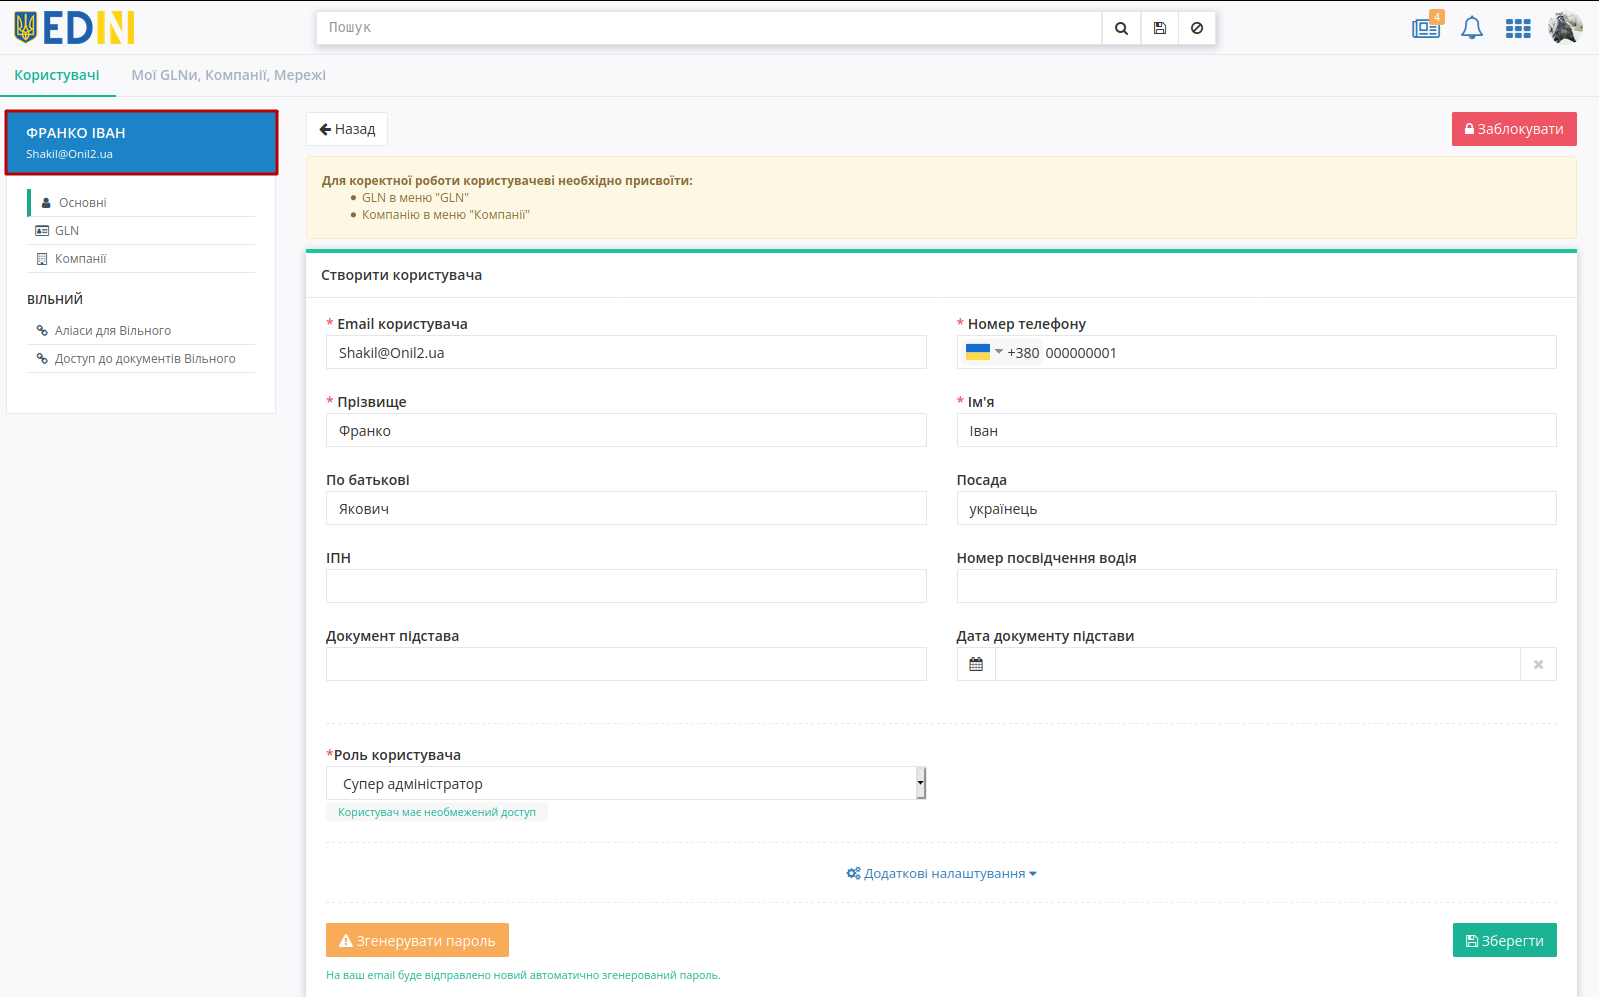 EDIN
Пошук
4
Користувачі
Мої GLNи, Компанії, Мережі
ФРАНКО ІВАН
Shakil@Onil2.ua
Основні
GLN
Компанії
ВІЛЬНИЙ
Аліаси для Вільного
Доступ до документів Вільного
Назад
Заблокувати
Для коректної роботи користувачеві необхідно присвоїти:
GLN в меню "GLN"
Компанію в меню "Компанії"
Створити користувача
* Email користувача
Shakil@Onil2.ua
* Номер телефону
+380 000000001
* Прізвище
Франко
* Ім'я
Іван
По батькові
Якович
Посада
українець
ІПН
Номер посвідчення водія
Документ підстава
Дата документу підстави
*Роль користувача
Супер адміністратор
Користувач має необмежений доступ
Додаткові налаштування
Згенерувати пароль
Зберегти
На ваш email буде відправлено новий автоматично згенерований пароль.